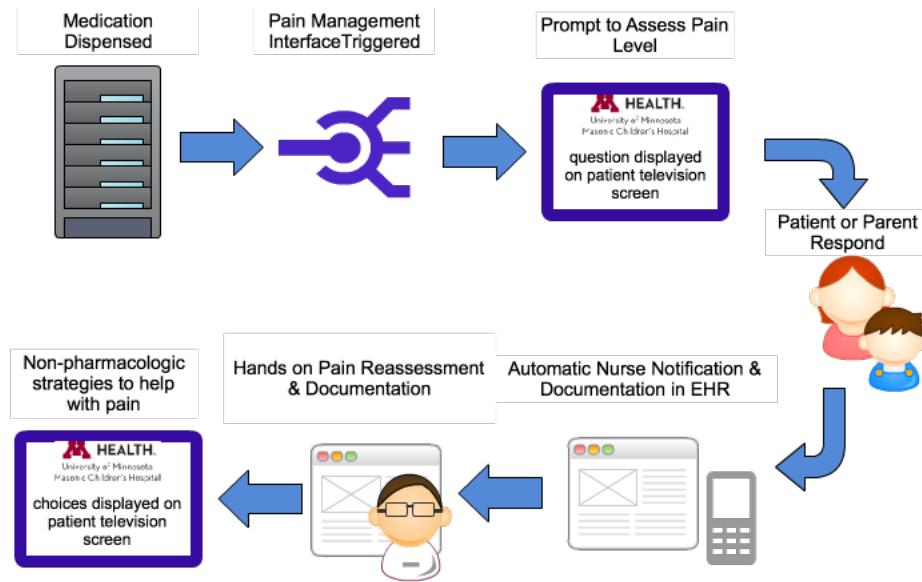 Medication
Dispensed
Pain Management
InterfaceTriggered
Prompt to Assess Pain
Level
M HEALTH.
University of Minnesota
Masonic Children's Hospital
question displayed
on patient television
screen
Patient or Parent
Respond
Automatic Nurse Notification &
Documentation in EHR
Hands on Pain Reassessment
& Documentation
Non-pharmacologic
strategies to help
with pain
M HEALTH.
University of Minnesota
Masonic Children's Hospital
choices displayed on
patient television
screen